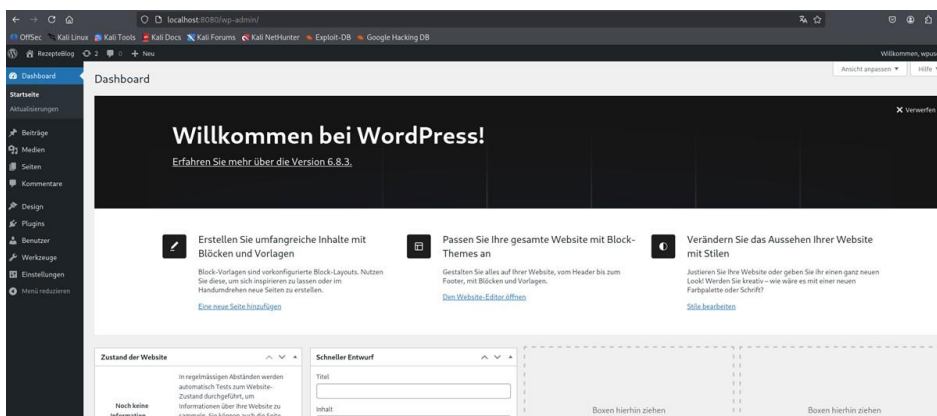 localhost:8080/wp-admin/
OffSec Kali Linux Kali Tools Kali Docs Kali Forums Kali NetHunter Exploit-DB Google Hacking DB
RezepteBlog 2 0 + Neu Willkommen, wpus
Dashboard
Startseite
Aktualisierungen
Beiträge
Medien
Seiten
Kommentare
Design
Plugins
Benutzer
Werkzeuge
Einstellungen
Menü reduzieren
Dashboard
Ansicht anpassen Hilfe
Verwerfen
Willkommen bei WordPress!
Erfahren Sie mehr über die Version 6.8.3.
Erstellen Sie umfangreiche Inhalte mit
Blöcken und Vorlagen
Block-Vorlagen sind vorkonfigurierte Block-Layouts. Nutzen
Sie diese, um sich inspirieren zu lassen oder im
Handumdrehen neue Seiten zu erstellen.
Eine neue Seite hinzufügen
Passen Sie Ihre gesamte Website mit Block-
Themes an
Gestalten Sie alles auf Ihrer Website, vom Header bis zum
Footer, mit Blöcken und Vorlagen.
Den Website-Editor öffnen
Verändern Sie das Aussehen Ihrer Website
mit Stilen
Justieren Sie Ihre Website oder geben Sie ihr einen ganz neuen
Look! Werden Sie kreativ – wie wäre es mit einer neuen
Farbpalette oder Schrift?
Stile bearbeiten
Zustand der Website
Noch keine
In regelmässigen Abständen werden
automatisch Tests zum Website-
Zustand durchgeführt, um
Informationen über Ihre Website zu
Schneller Entwurf
Titel
Inhalt
Boxen hierhin ziehen
Boxen hierhin ziehen